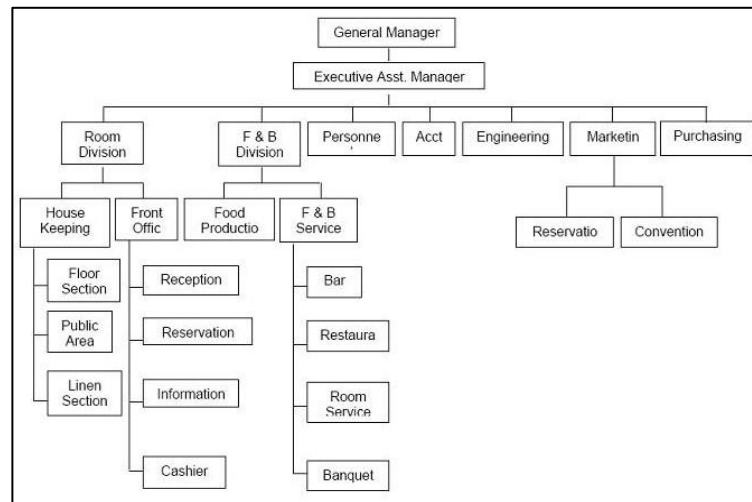 General Manager
Executive Asst. Manager
Room
Division
F & B
Division
Personne
Acct
Engineering
Marketin
Purchasing
House
Keeping
Front
Offic
Food
Productio
F & B
Service
Reservatio
Convention
Floor
Section
Reception
Bar
Public
Area
Reservation
Restaura
Linen
Section
Information
Room
Service
Cashier
Banquet